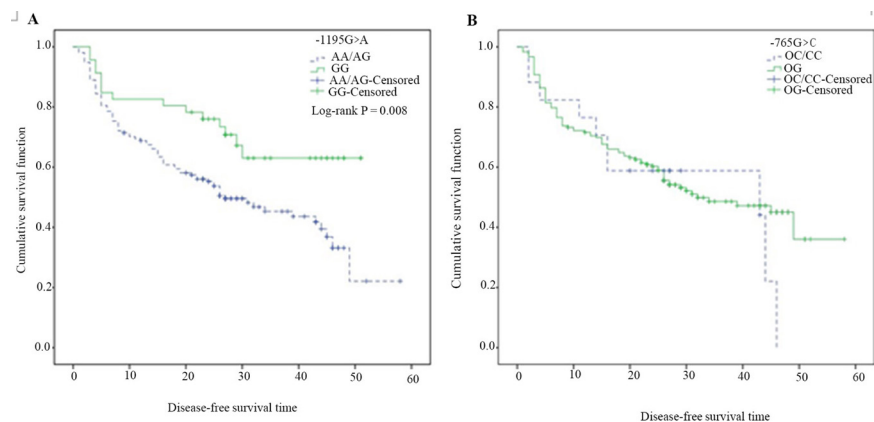 A
-1195G>A
AA/AG
GG
AA/AG-Censored
GG-Censored
Log-rank P = 0.008
Cumulative survival function
1.0
0.8
0.6
0.4
0.2
0.0
0 10 20 30 40 50 60
Disease-free survival time
B
-765G>C
OC/CC
OG
OC/CC-Censored
OG-Censored
Cumulative survival function
1.0
0.8
0.6
0.4
0.2
0.0
0 10 20 30 40 50 60
Disease-free survival time